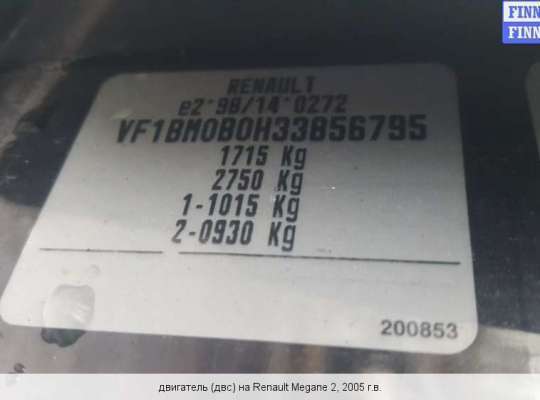 FINN
FINN
RENAULT
e2*98/14*0272
VF1BM0B0H33856795
1715 Kg
2750 Kg
1-1015 Kg
2-0930 Kg
200853
двигатель (двс) на Renault Megane 2, 2005 г.в.